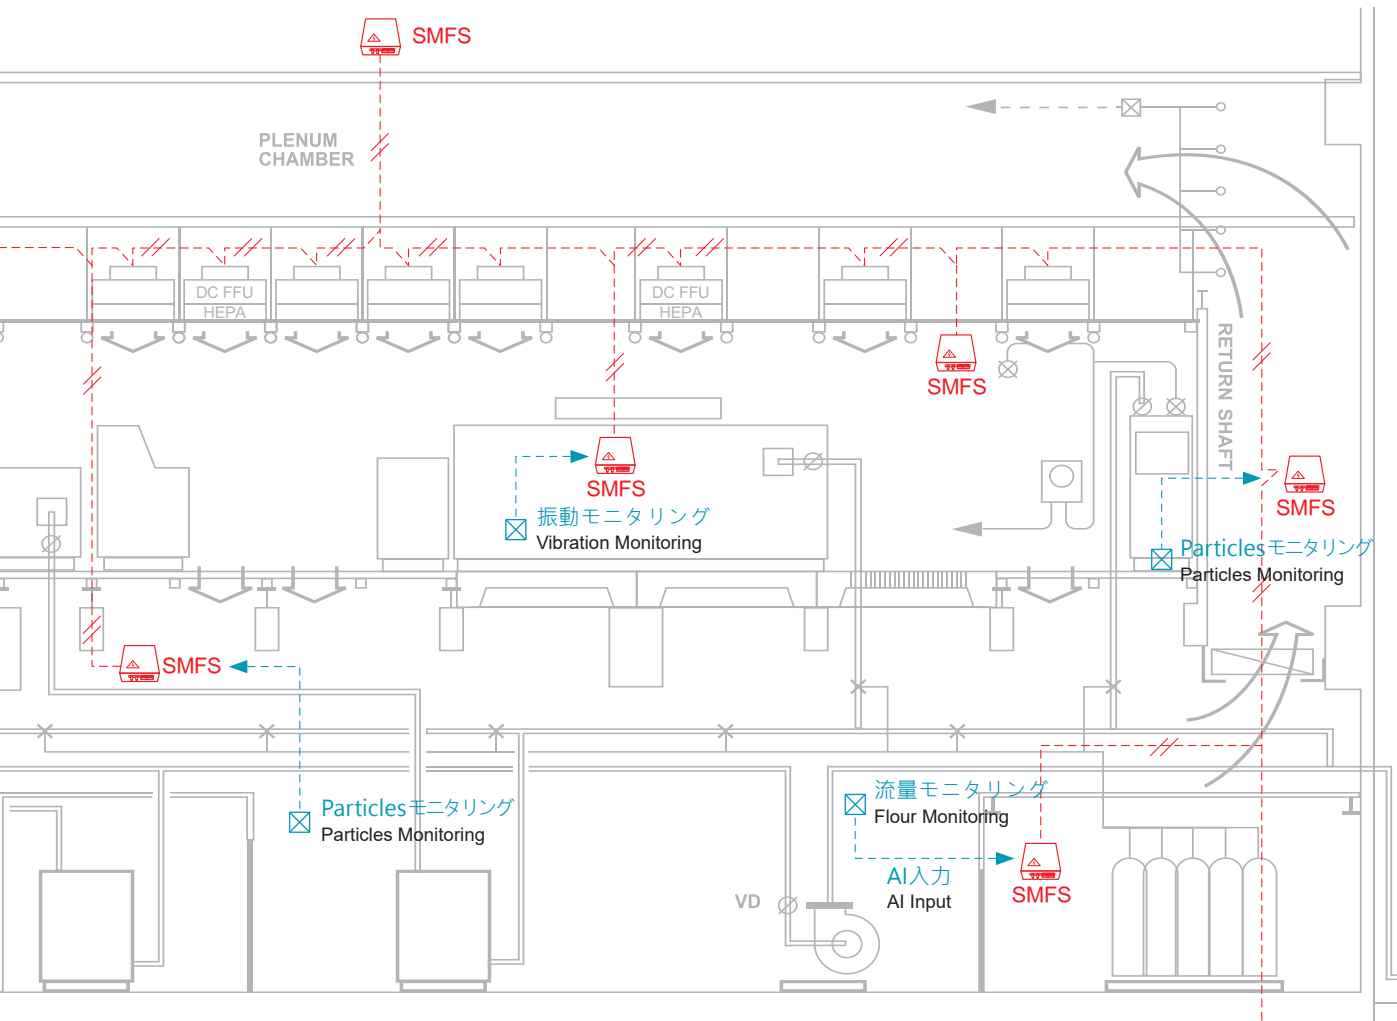 SMFS
PLENUM
CHAMBER
DC FFU
HEPA
DC FFU
HEPA
SMFS
RETURN SHAFT
SMFS
SMFS
振動モニタリング
Vibration Monitoring
Particlesモニタリング
Particles Monitoring
SMFS
Particlesモニタリング
Particles Monitoring
流量モニタリング
Flour Monitoring
AI入力
AI Input
SMFS
VD